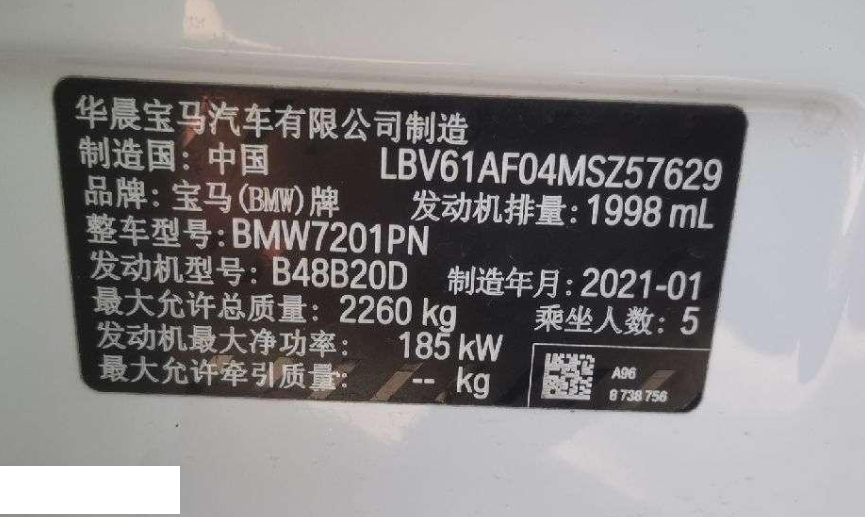 华晨宝马汽车有限公司制造
制造国：中国 LBV61AF04MSZ57629
品牌：宝马(BMW)牌 发动机排量：1998 mL
整车型号：BMW7201PN
发动机型号：B48B20D 制造年月：2021-01
最大允许总质量：2260 kg 乘坐人数：5
发动机最大净功率：185 kW
最大允许牵引质量：-- kg
A96
8 738 756